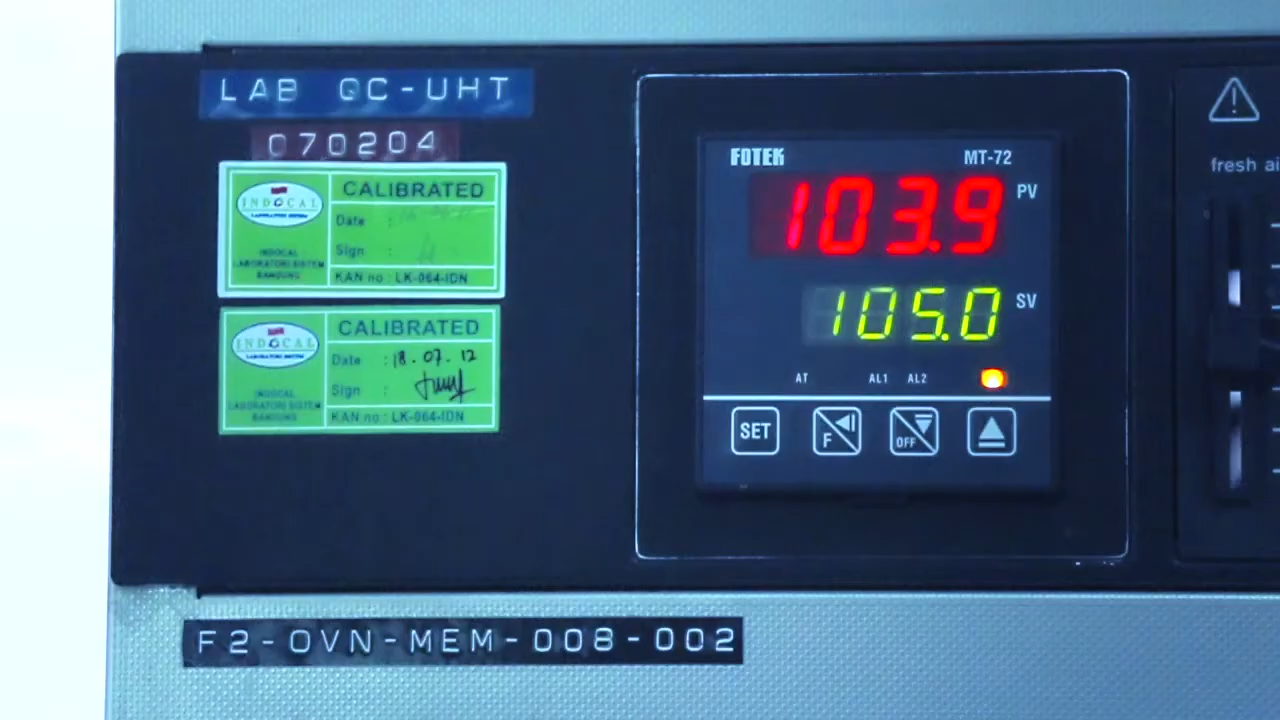 LAB QC-UHT
070204
CALIBRATED
INDOCAL
LABORATORI SISTEM
Date
Sign :
INDOCAL
LABORATORI SISTEM
BANDUNG
KAN no : LK-064-IDN
CALIBRATED
INDOCAL
LABORATORI SISTEM
Date : 18.07.12
Sign :
INDOCAL
LABORATORI SISTEM
BANDUNG
KAN no : LK-064-IDN
FOTEK MT-72
103.9 PV
105.0 SV
AT AL1 AL2
SET F OFF
fresh ai
F2-OVN-MEM-008-002